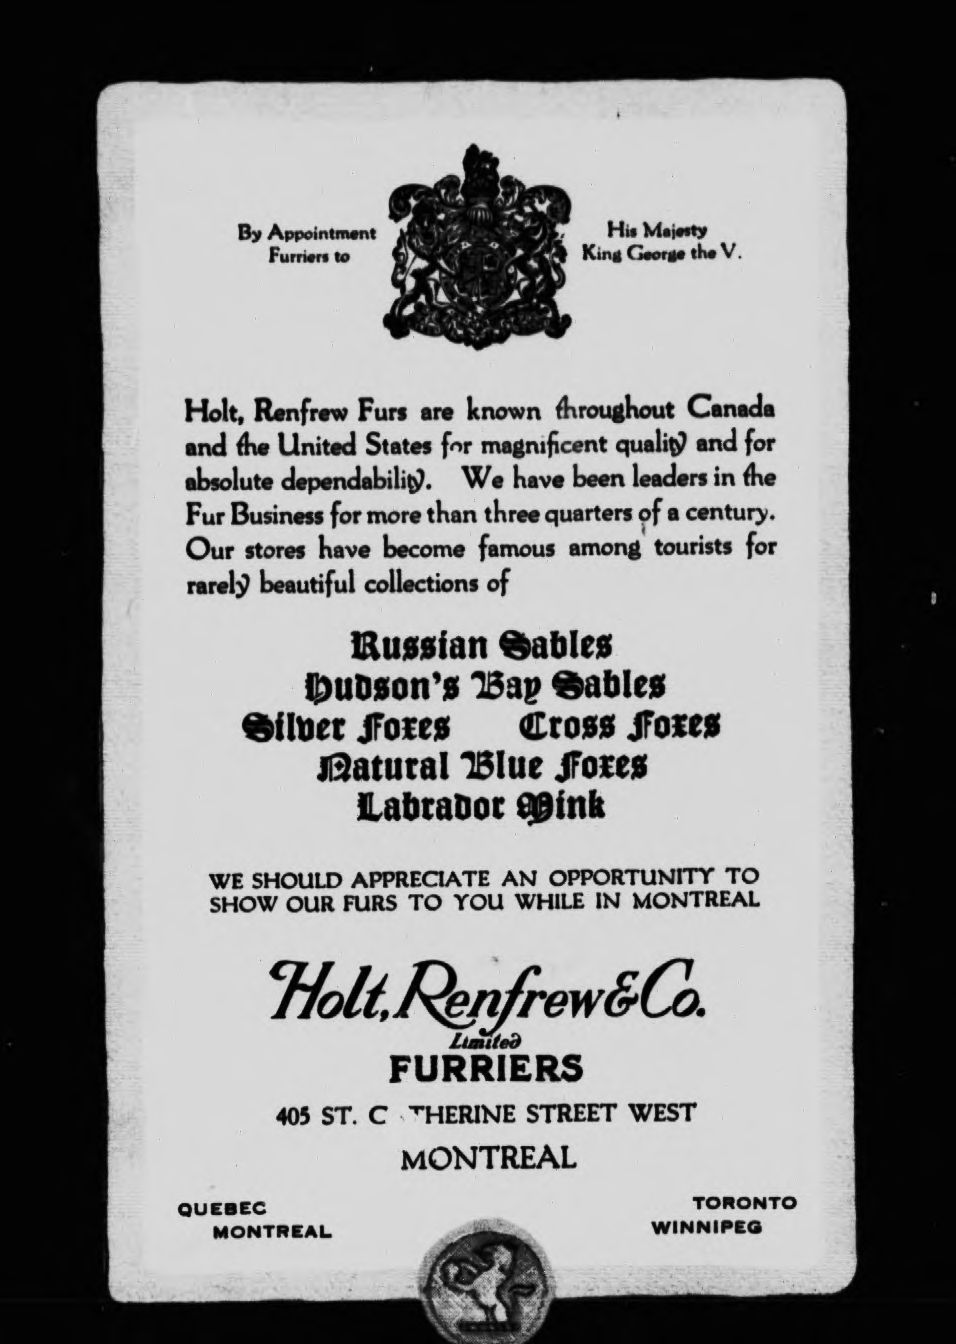 By Appointment
Furriers to
His Majesty
King George the V.
Holt, Renfrew Furs are known throughout Canada
and the United States for magnificent quality and for
absolute dependability. We have been leaders in the
Fur Business for more than three quarters of a century.
Our stores have become famous among tourists for
rarely beautiful collections of
Russian Sables
Hudson's Bay Sables
Silver Foxes Cross Foxes
Natural Blue Foxes
Labrador Mink
WE SHOULD APPRECIATE AN OPPORTUNITY TO
SHOW OUR FURS TO YOU WHILE IN MONTREAL
Holt, Renfrew & Co.
Limited
FURRIERS
405 ST. C THERINE STREET WEST
MONTREAL
QUEBEC
MONTREAL
TORONTO
WINNIPEG